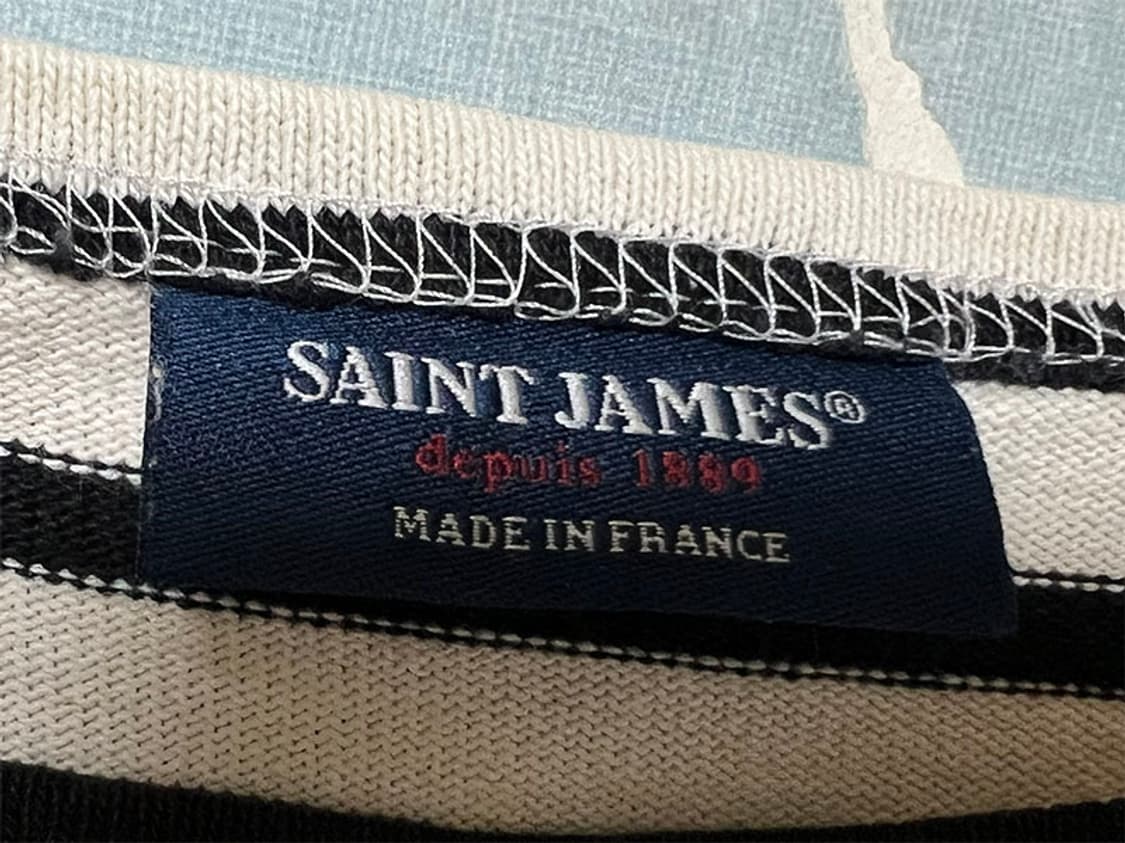 SAINT JAMES®
depuis 1889
MADE IN FRANCE